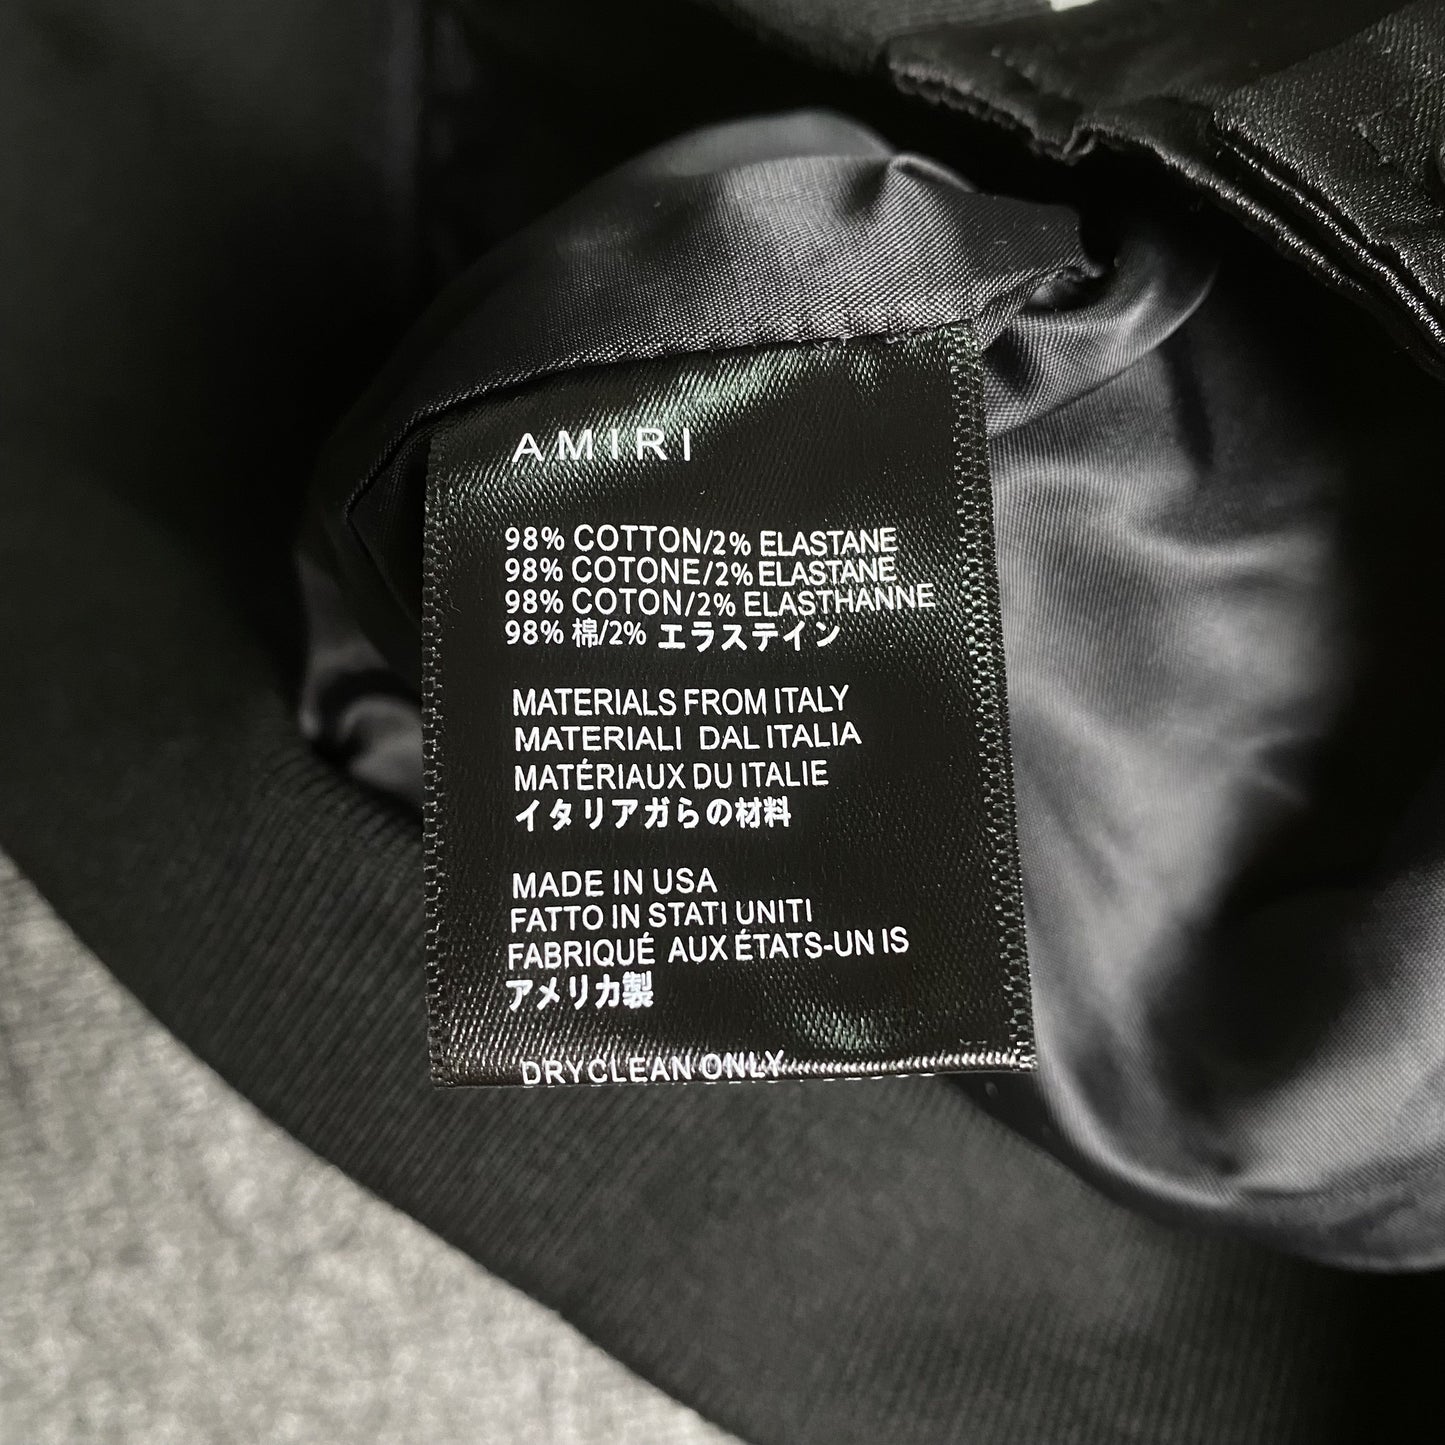 AMIRI
98% COTTON/2% ELASTANE
98% COTONE/2% ELASTANE
98% COTON/2% ELASTHANNE
98% 棉/2% エラステイン
MATERIALS FROM ITALY
MATERIALI DAL ITALIA
MATÉRIAUX DU ITALIE
イタリアガらの材料
MADE IN USA
FATTO IN STATI UNITI
FABRIQUÉ AUX ÉTATS-UN IS
アメリカ製
DRYCLEAN ONLY